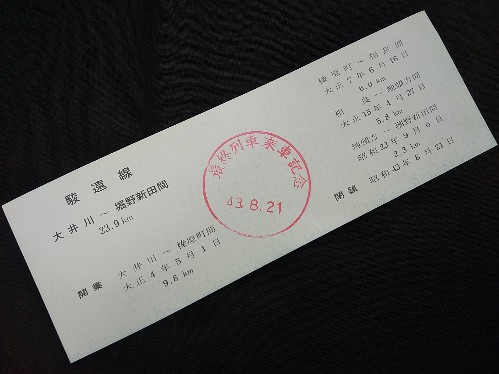 駿遠線
大井川〜堀野新田間
23.9km
開業 大井川〜榛原町間
大正4年5月1日
9.8km
最終列車乗車記念
43.8.21
榛原町〜相良間
大正7年6月16日
6.0km
相良〜地頭方間
大正15年4月27日
5.8km
地頭方〜堀野新田間
昭和23年9月6日
2.3km
閉鎖 昭和43年8月21日